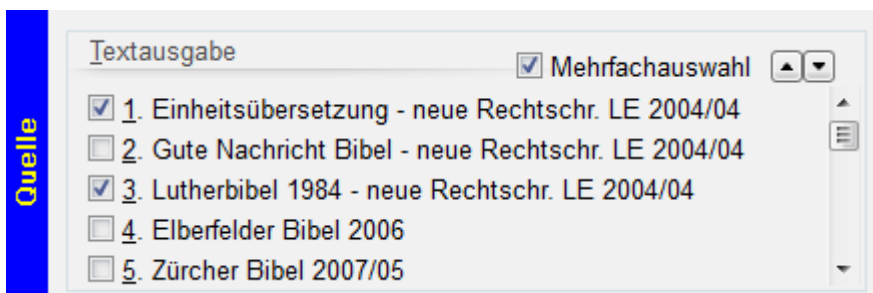 Quelle
Textausgabe
Mehrfachauswahl
1. Einheitsübersetzung - neue Rechtschr. LE 2004/04
2. Gute Nachricht Bibel - neue Rechtschr. LE 2004/04
3. Lutherbibel 1984 - neue Rechtschr. LE 2004/04
4. Elberfelder Bibel 2006
5. Zürcher Bibel 2007/05